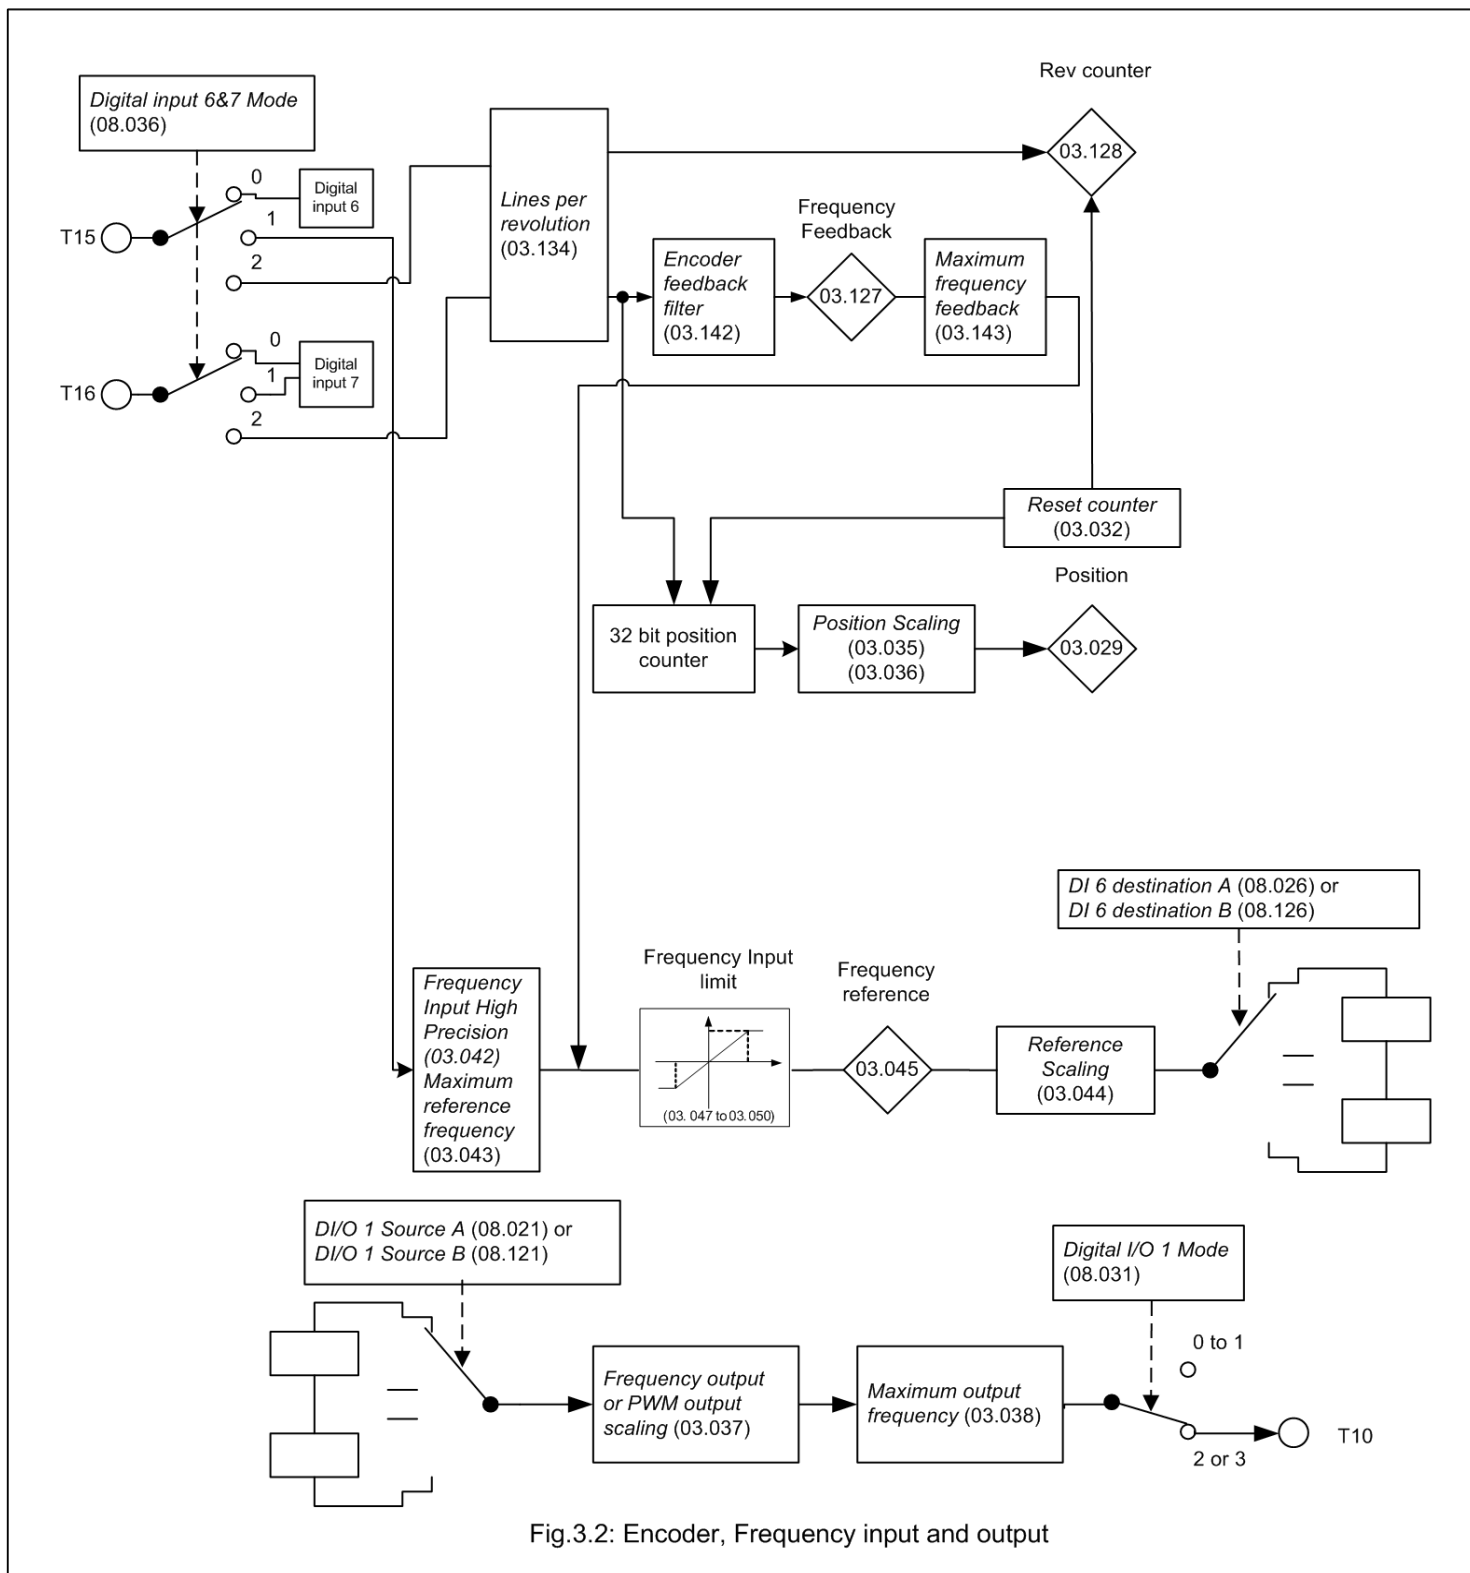 Rev counter
Digital input 6&7 Mode
(08.036)
03.128
0
Digital
input 6
1
T15
2
Lines per
revolution
(03.134)
Frequency
Feedback
Encoder
feedback
filter
(03.142)
03.127
Maximum
frequency
feedback
(03.143)
0
Digital
input 7
1
T16
2
Reset counter
(03.032)
Position
32 bit position
counter
Position Scaling
(03.035)
(03.036)
03.029
DI 6 destination A (08.026) or
DI 6 destination B (08.126)
Frequency
Input High
Precision
(03.042)
Maximum
reference
frequency
(03.043)
Frequency Input
limit
(03. 047 to 03. 050)
Frequency
reference
03.045
Reference
Scaling
(03.044)
DI/O 1 Source A (08.021) or
DI/O 1 Source B (08.121)
Digital I/O 1 Mode
(08.031)
0 to 1
Frequency output
or PWM output
scaling (03.037)
Maximum output
frequency (03.038)
T10
2 or 3
Fig.3.2: Encoder, Frequency input and output